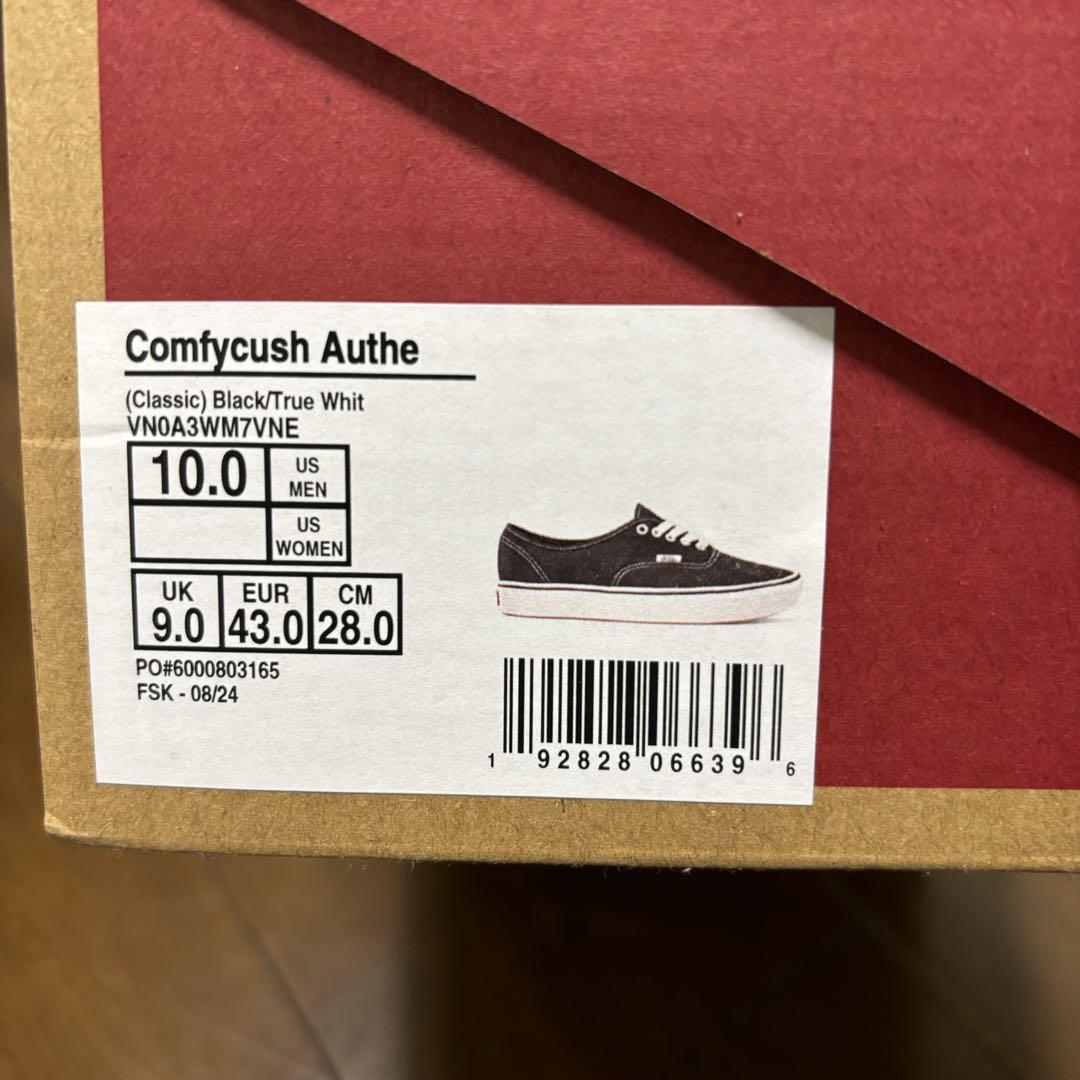 Comfycush Authe
(Classic) Black/True Whit
VN0A3WM7VNE
10.0 US MEN
US WOMEN
UK EUR CM
9.0 43.0 28.0
PO#6000803165
FSK - 08/24
1 92828 06639 6